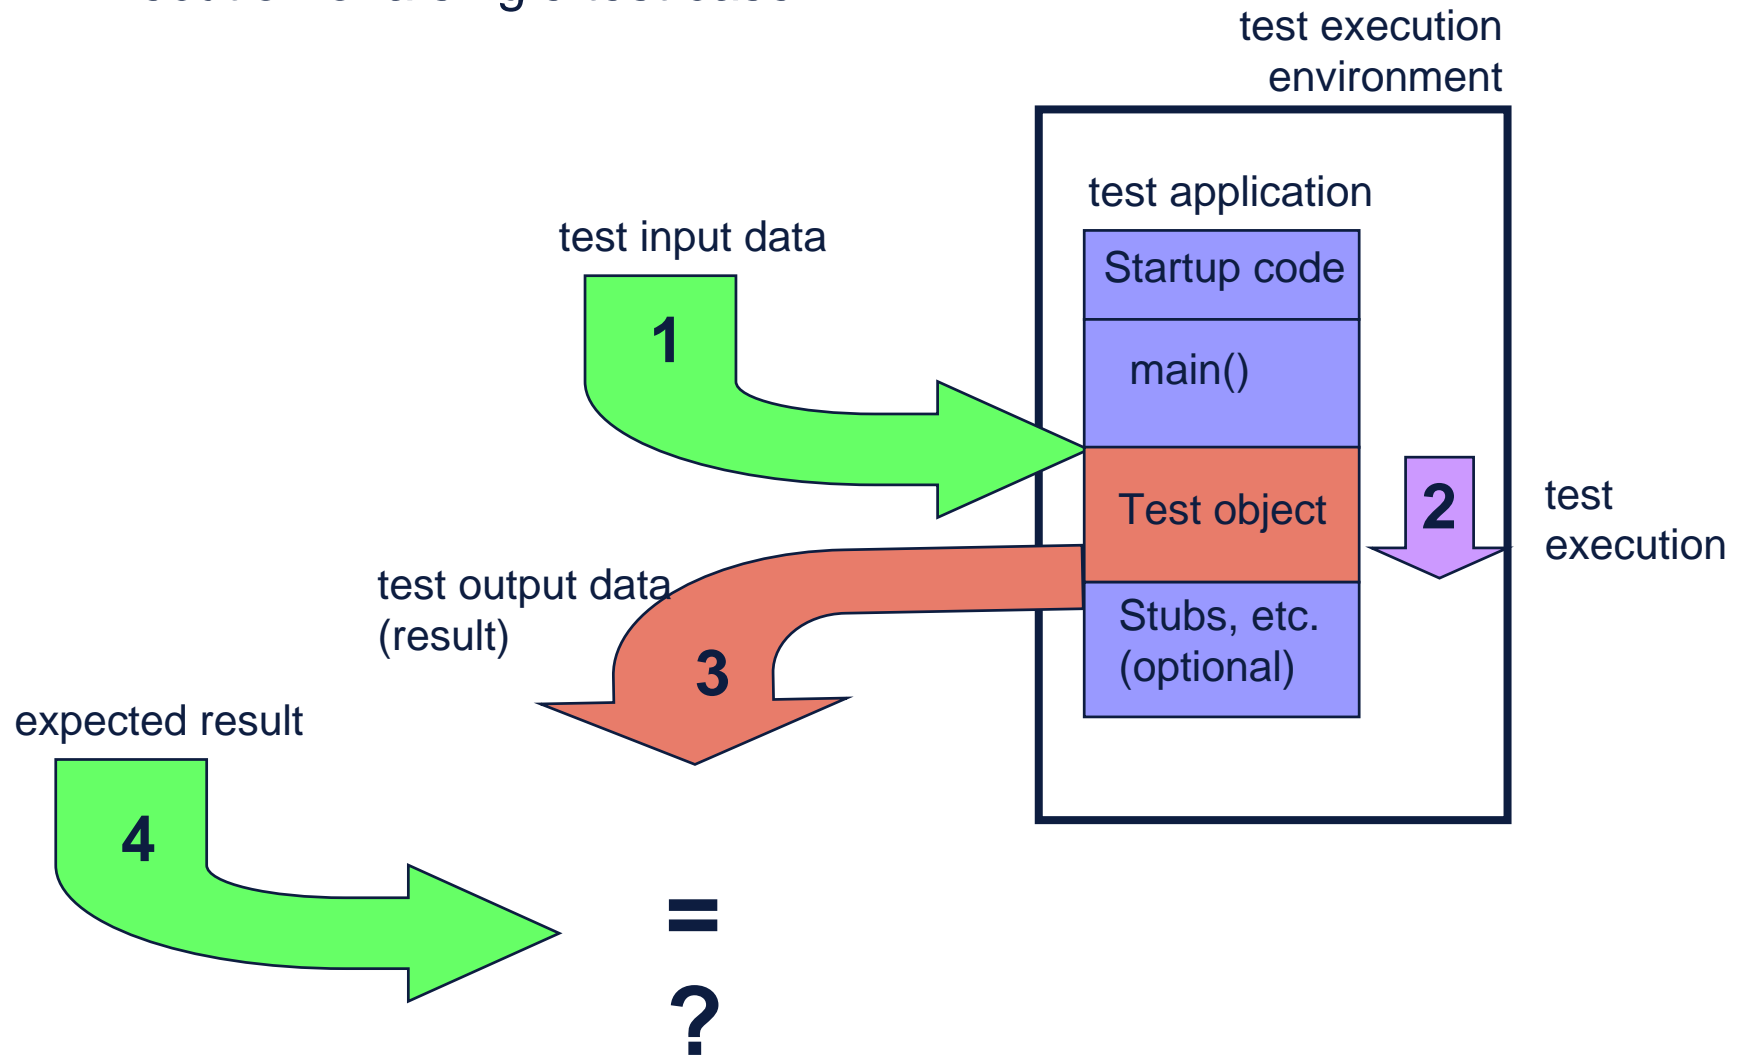 test execution
environment
test application
test input data
Startup code
1
main()
Test object
2
test
execution
test output data
(result)
Stubs, etc.
(optional)
3
expected result
4
=
?